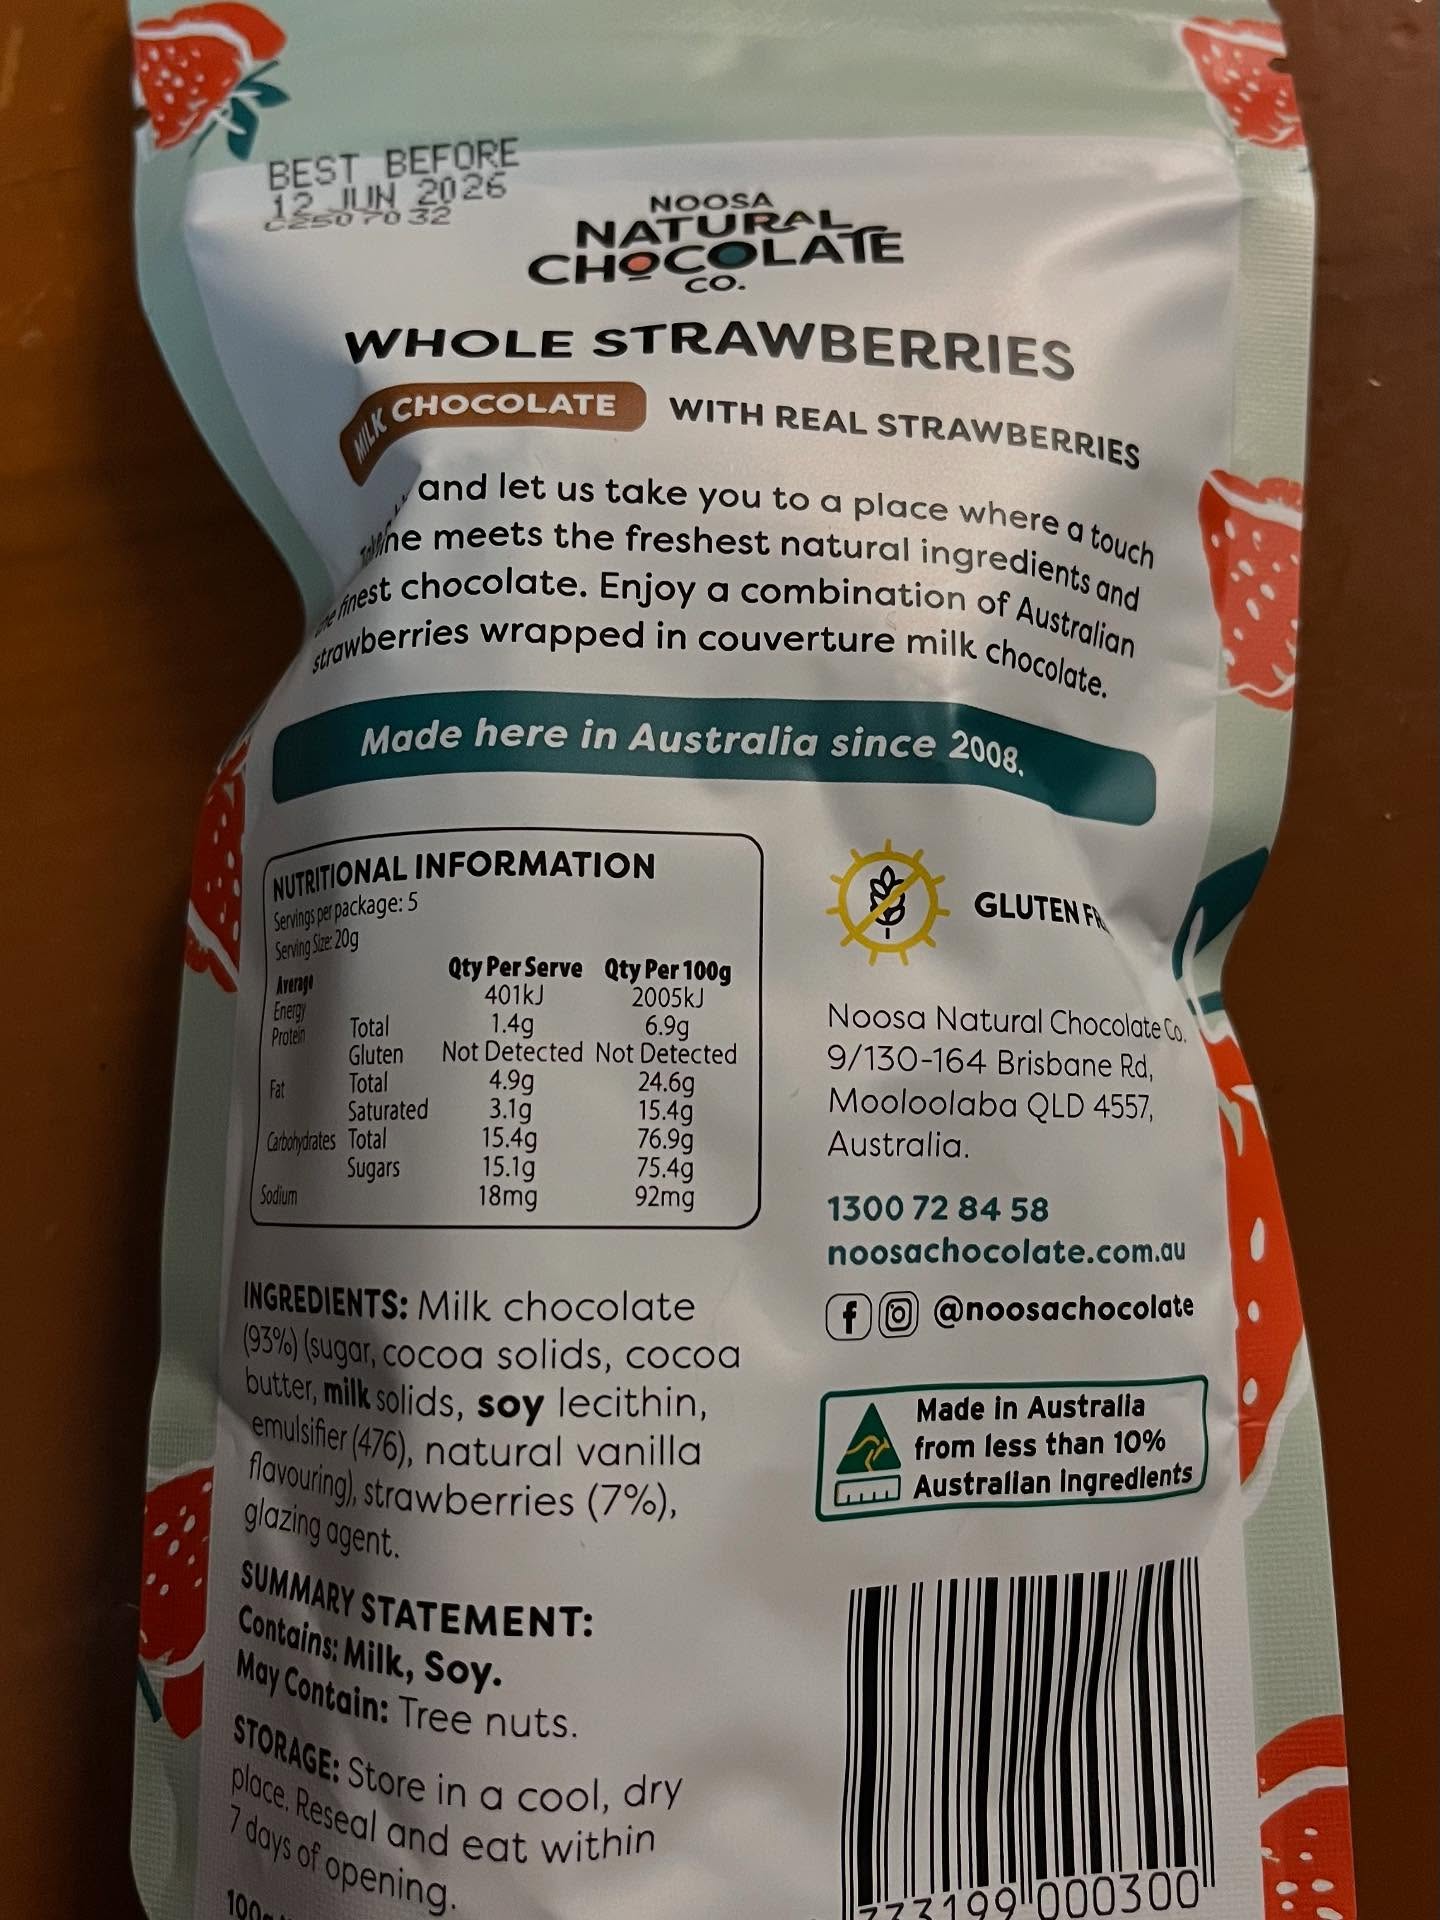 BEST BEFORE
12 JUN 2026
C2507032
NOOSA
NATURAL
CHOCOLATE
CO.
WHOLE STRAWBERRIES
MILK CHOCOLATE WITH REAL STRAWBERRIES
and let us take you to a place where a touch
meets the freshest natural ingredients and
finest chocolate. Enjoy a combination of Australian
strawberries wrapped in couverture milk chocolate.
Made here in Australia since 2008.
NUTRITIONAL INFORMATION
Servings per package: 5
Serving Size: 20g
Average Qty Per Serve Qty Per 100g
Energy 401kJ 2005kJ
Protein Total 1.4g 6.9g
Gluten Not Detected Not Detected
Fat Total 4.9g 24.6g
Saturated 3.1g 15.4g
Carbohydrates Total 15.4g 76.9g
Sugars 15.1g 75.4g
Sodium 18mg 92mg
INGREDIENTS: Milk chocolate
(93%) (sugar, cocoa solids, cocoa
butter, milk solids, soy lecithin,
emulsifier (476), natural vanilla
flavouring), strawberries (7%),
glazing agent.
SUMMARY STATEMENT:
Contains: Milk, Soy.
May Contain: Tree nuts.
STORAGE: Store in a cool, dry
place. Reseal and eat within
7 days of opening.
GLUTEN
Noosa Natural Chocolate Co.
9/130-164 Brisbane Rd,
Mooloolaba QLD 4557,
Australia.
1300 72 84 58
noosachocolate.com.au
@noosachocolate
Made in Australia
from less than 10%
Australian ingredients
333199 000300